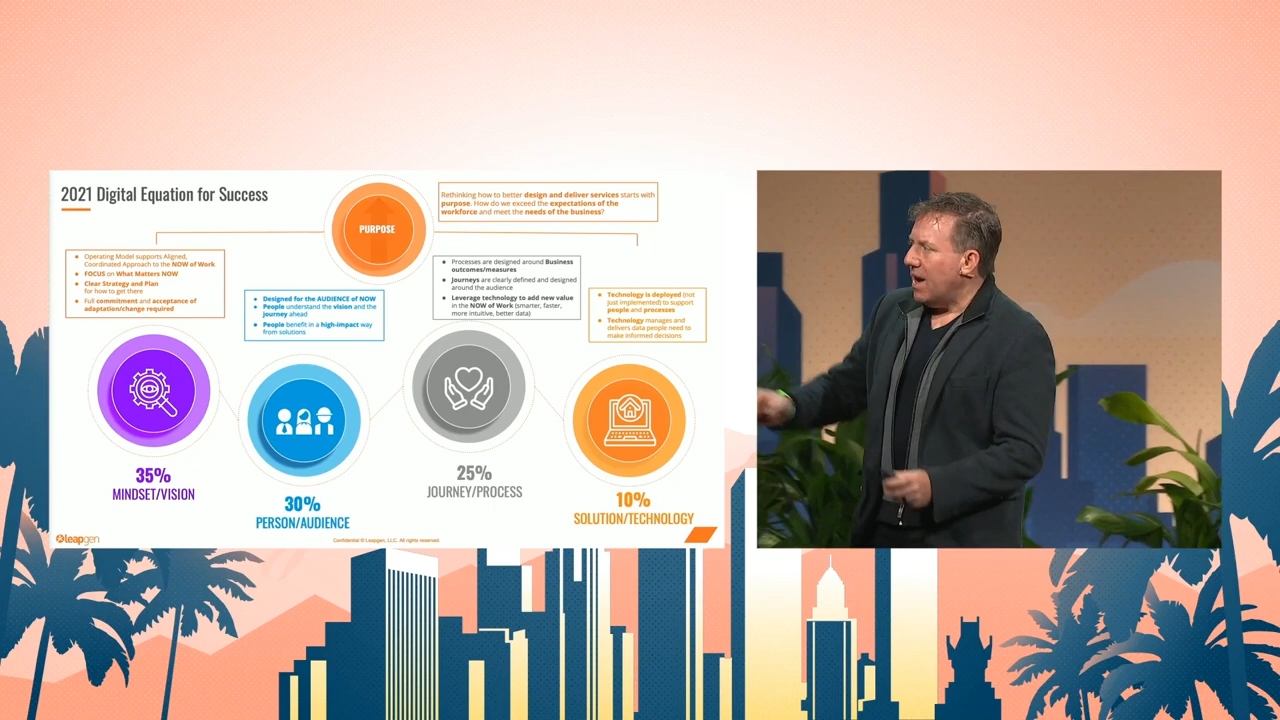 2021 Digital Equation for Success
PURPOSE
Rethinking how to better design and deliver services starts with
purpose. How do we exceed the expectations of the
workforce and meet the needs of the business?
Operating Model supports Aligned,
Coordinated Approach to the NOW of Work
FOCUS on What Matters NOW
Clear Strategy and Plan
for how to get there
Full commitment and acceptance of
adaptation/change required
Designed for the AUDIENCE of NOW
People understand the vision and the
journey ahead
People benefit in a high-impact way
from solutions
Processes are designed around Business
outcomes/measures
Journeys are clearly defined and designed
around the audience
Leverage technology to add new value
in the NOW of Work (smarter, faster,
more intuitive, better data)
Technology is deployed (not
just implemented) to support
people and processes
Technology manages and
delivers data people need to
make informed decisions
35%
MINDSET/VISION
30%
PERSON/AUDIENCE
25%
JOURNEY/PROCESS
10%
SOLUTION/TECHNOLOGY
leapgen
Confidential © Leapgen, LLC. All rights reserved.